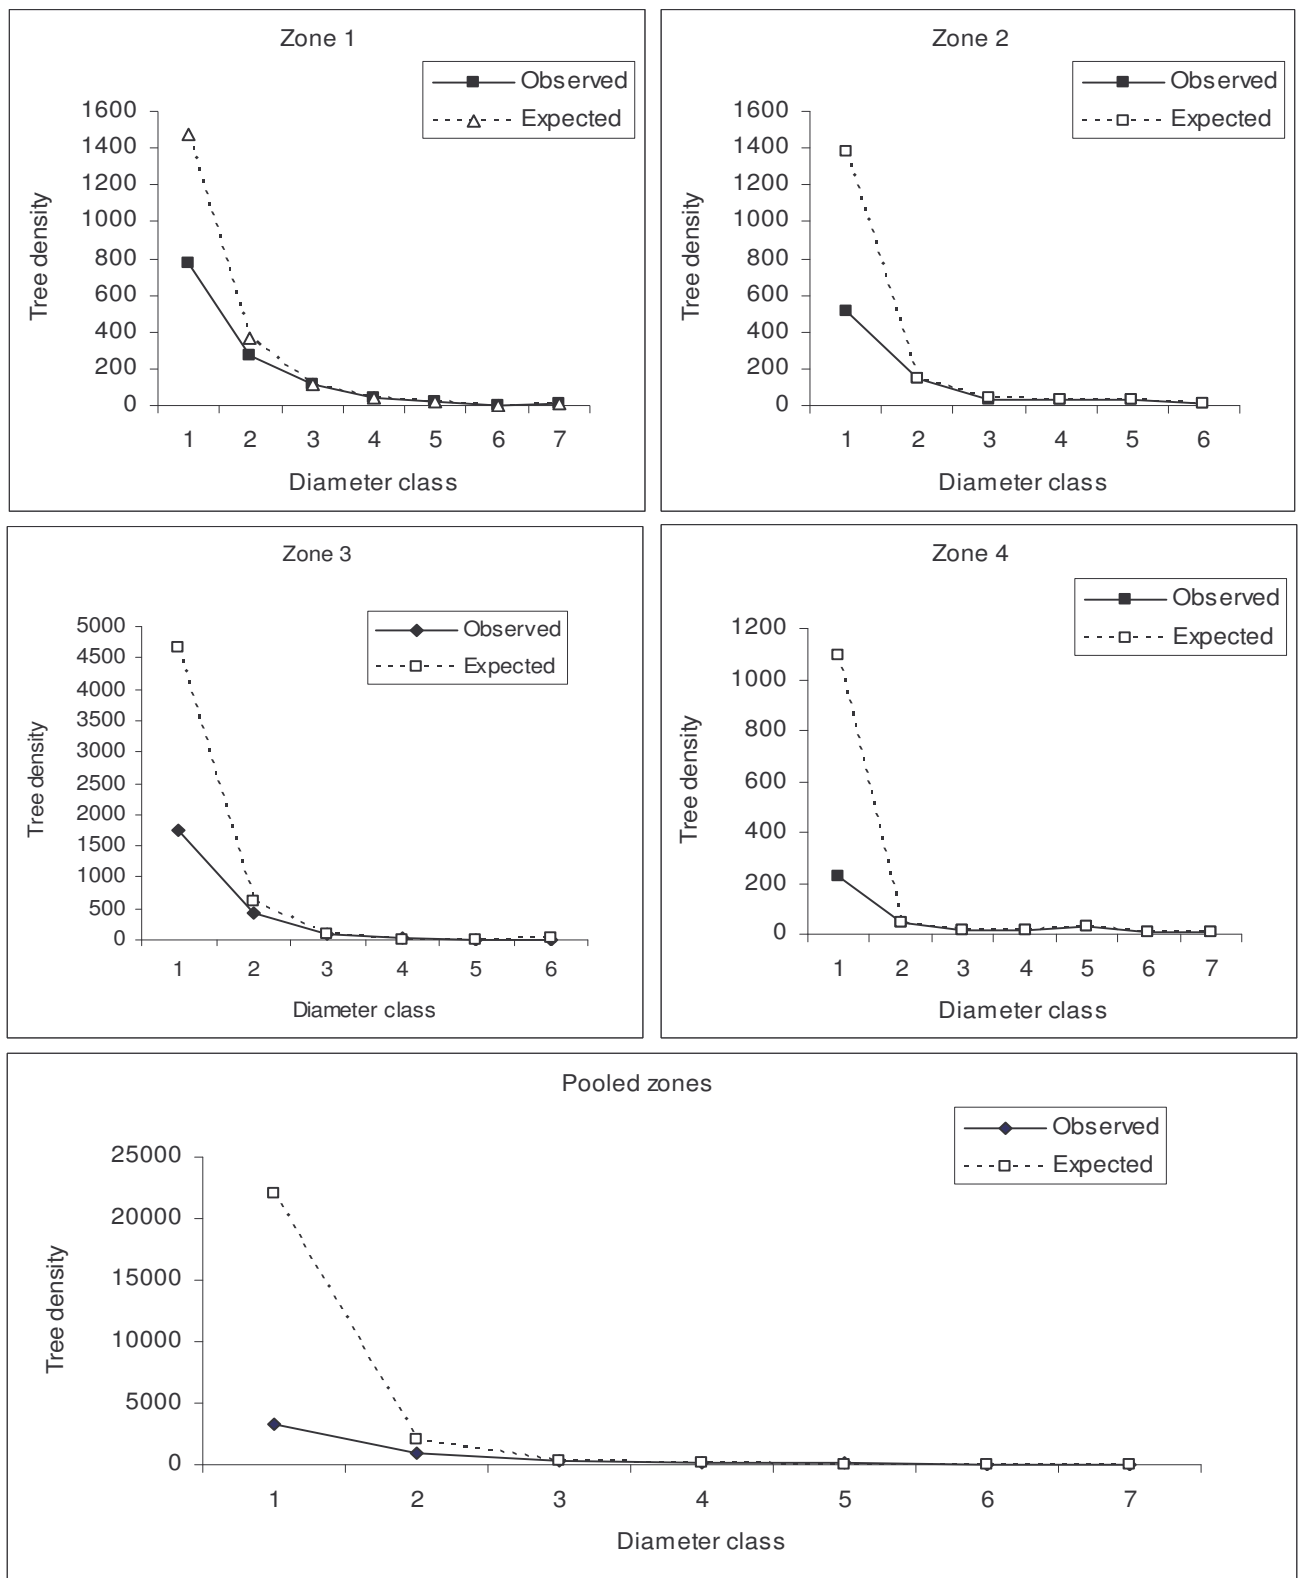 Zone 1
Observed
Expected
1600
1400
1200
1000
800
600
400
200
0
Tree density
1 2 3 4 5 6 7
Diameter class
Zone 2
Observed
Expected
1600
1400
1200
1000
800
600
400
200
0
Tree density
1 2 3 4 5 6
Diameter class
Zone 3
Observed
Expected
5000
4500
4000
3500
3000
2500
2000
1500
1000
500
0
Tree density
1 2 3 4 5 6
Diameter class
Zone 4
Observed
Expected
1200
1000
800
600
400
200
0
Tree density
1 2 3 4 5 6 7
Diameter class
Pooled zones
Observed
Expected
25000
20000
15000
10000
5000
0
Tree density
1 2 3 4 5 6 7
Diameter class